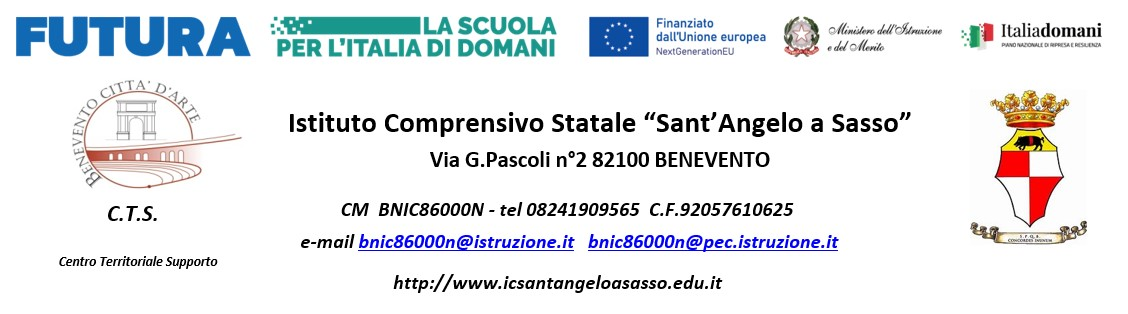 FUTURA
LA SCUOLA
PER L'ITALIA DI DOMANI
Finanziato
dall'Unione europea
NextGenerationEU
Ministero dell'Istruzione
e del Merito
Italiadomani
PIANO NAZIONALE DI RIPRESA E RESILIENZA
BENEVENTO CITTA' D'ARTE
Istituto Comprensivo Statale “Sant’Angelo a Sasso”
Via G.Pascoli n°2 82100 BENEVENTO
C.T.S.
CM BNIC86000N - tel 08241909565 C.F.92057610625
e-mail bnic86000n@istruzione.it bnic86000n@pec.istruzione.it
Centro Territoriale Supporto
http://www.icsantangeloasasso.edu.it
S. P. Q. B.
CONCORDES INSIMUL